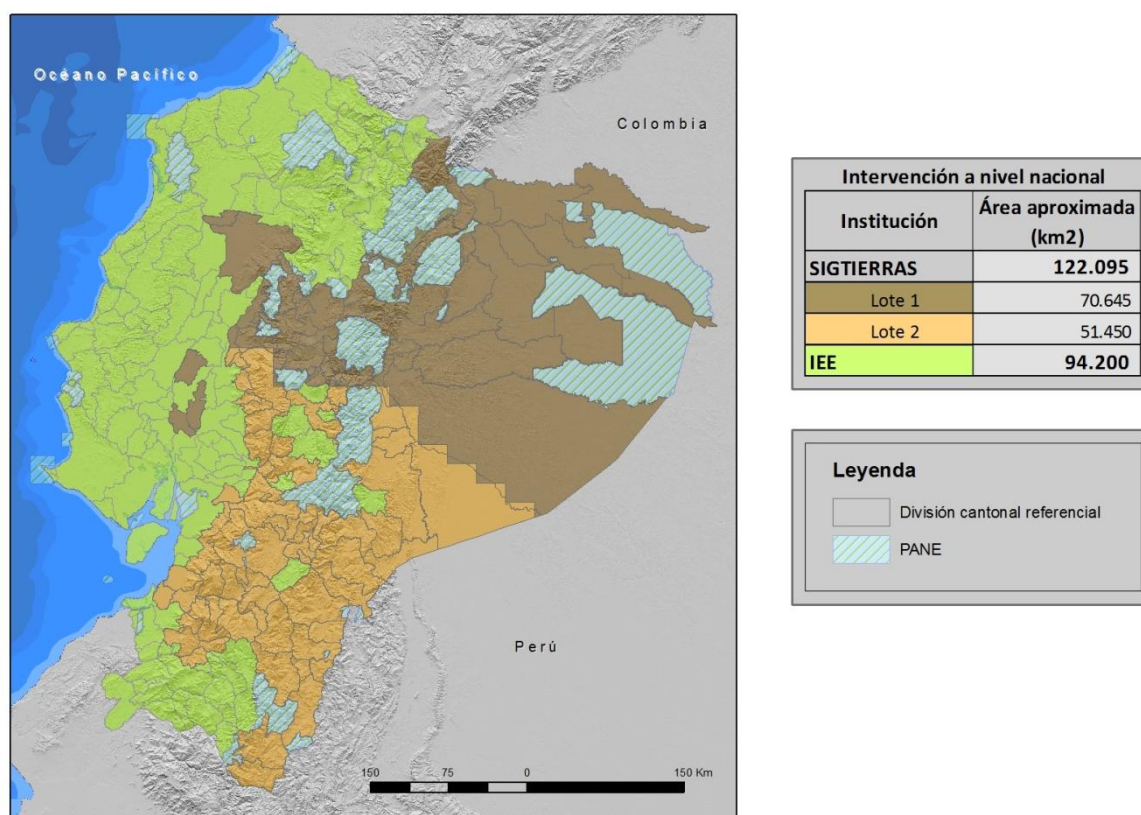 Océano Pacífico
Colombia
Perú
150 75 0 150 Km
Intervención a nivel nacional
Institución Área aproximada
(km2)
SIGTIERRAS 122.095
Lote 1 70.645
Lote 2 51.450
IEE 94.200
Leyenda
División cantonal referencial
PANE